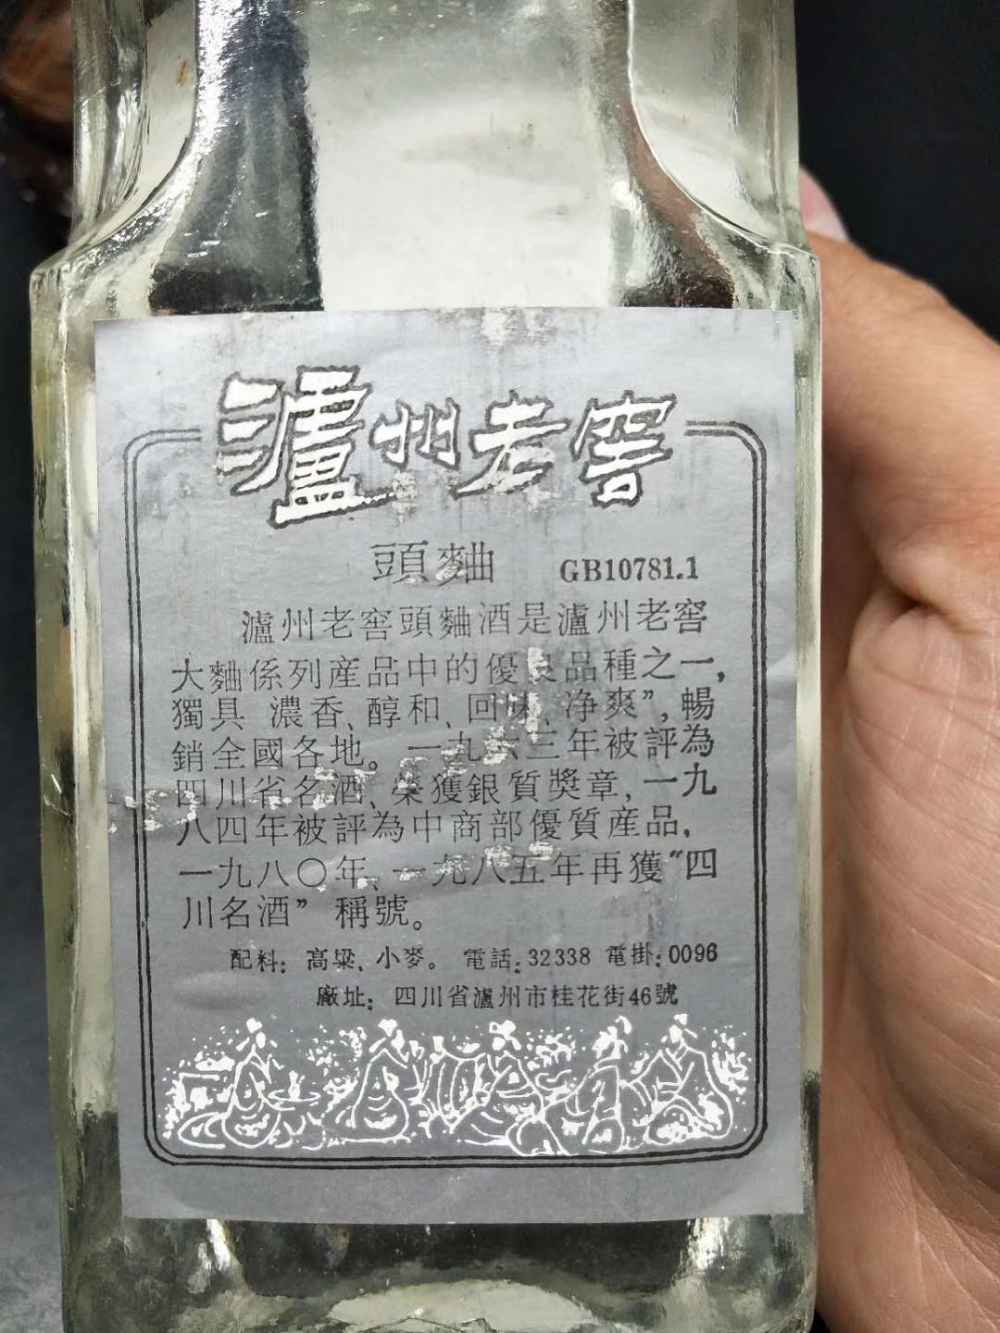 瀘州老窖
頭麯 GB10781.1
瀘州老窖頭麯酒是瀘州老窖
大麯係列産品中的優良品種之一,
獨具 濃香、醇和、回味、净爽”,暢
銷全國各地。一九六三年被評為
四川省名酒、榮獲銀質獎章,一九
八四年被評為中商部優質産品,
一九八〇年、一九八五年再獲“四
川名酒” 稱號。
配料: 高粱、小麥。 電話:32338 電掛:0096
廠址: 四川省瀘州市桂花街46號